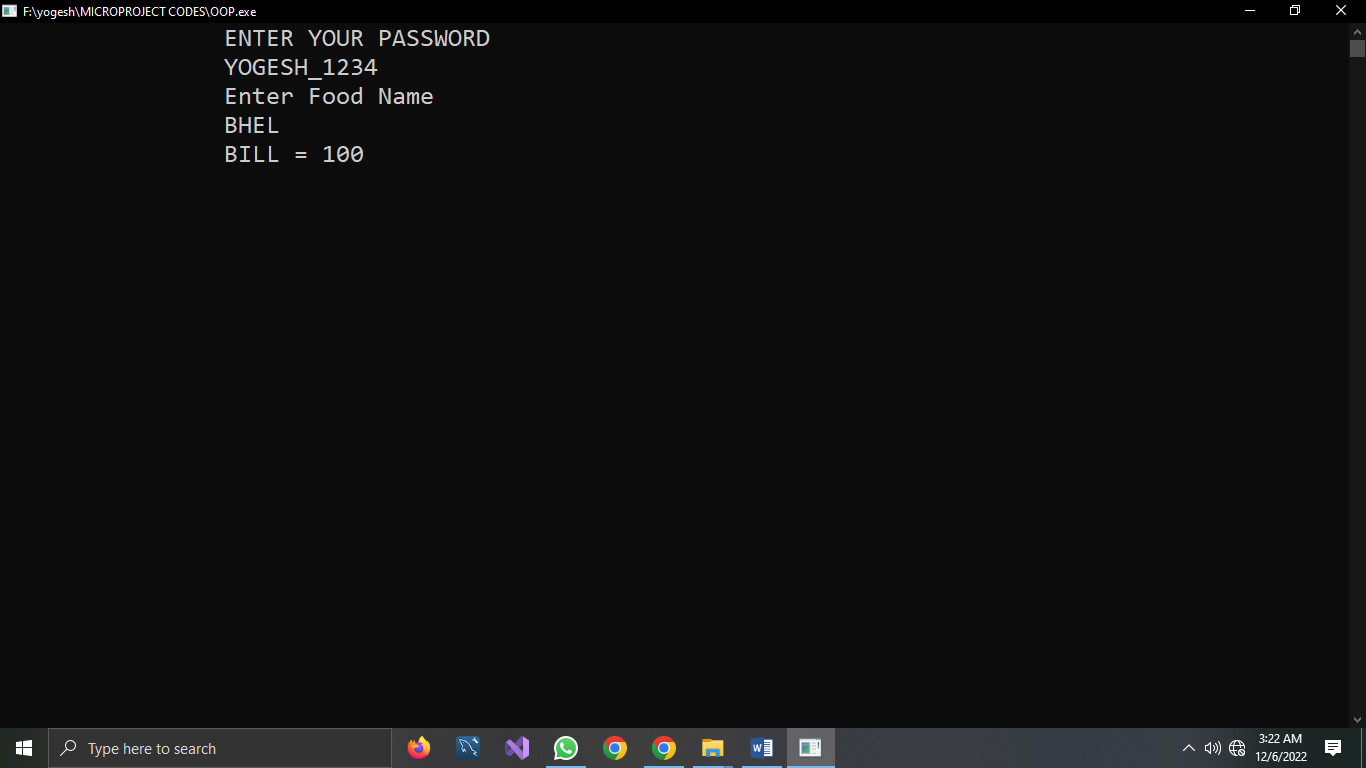 F:\yogesh\MICROPROJECT CODES\OOP.exe
ENTER YOUR PASSWORD
YOGESH_1234
Enter Food Name
BHEL
BILL = 100
Type here to search
3:22 AM
12/6/2022